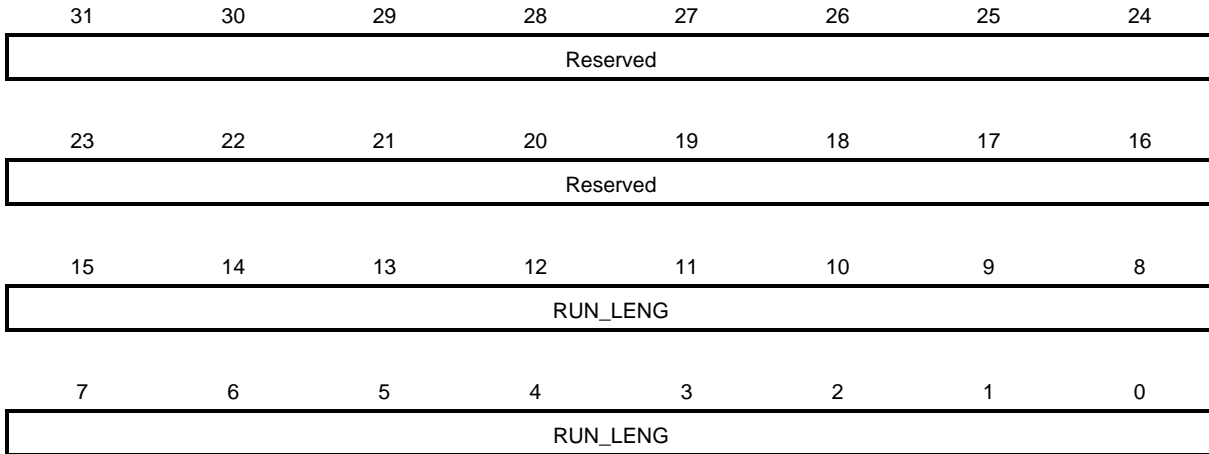 31 30 29 28 27 26 25 24
Reserved
23 22 21 20 19 18 17 16
Reserved
15 14 13 12 11 10 9 8
RUN_LENG
7 6 5 4 3 2 1 0
RUN_LENG